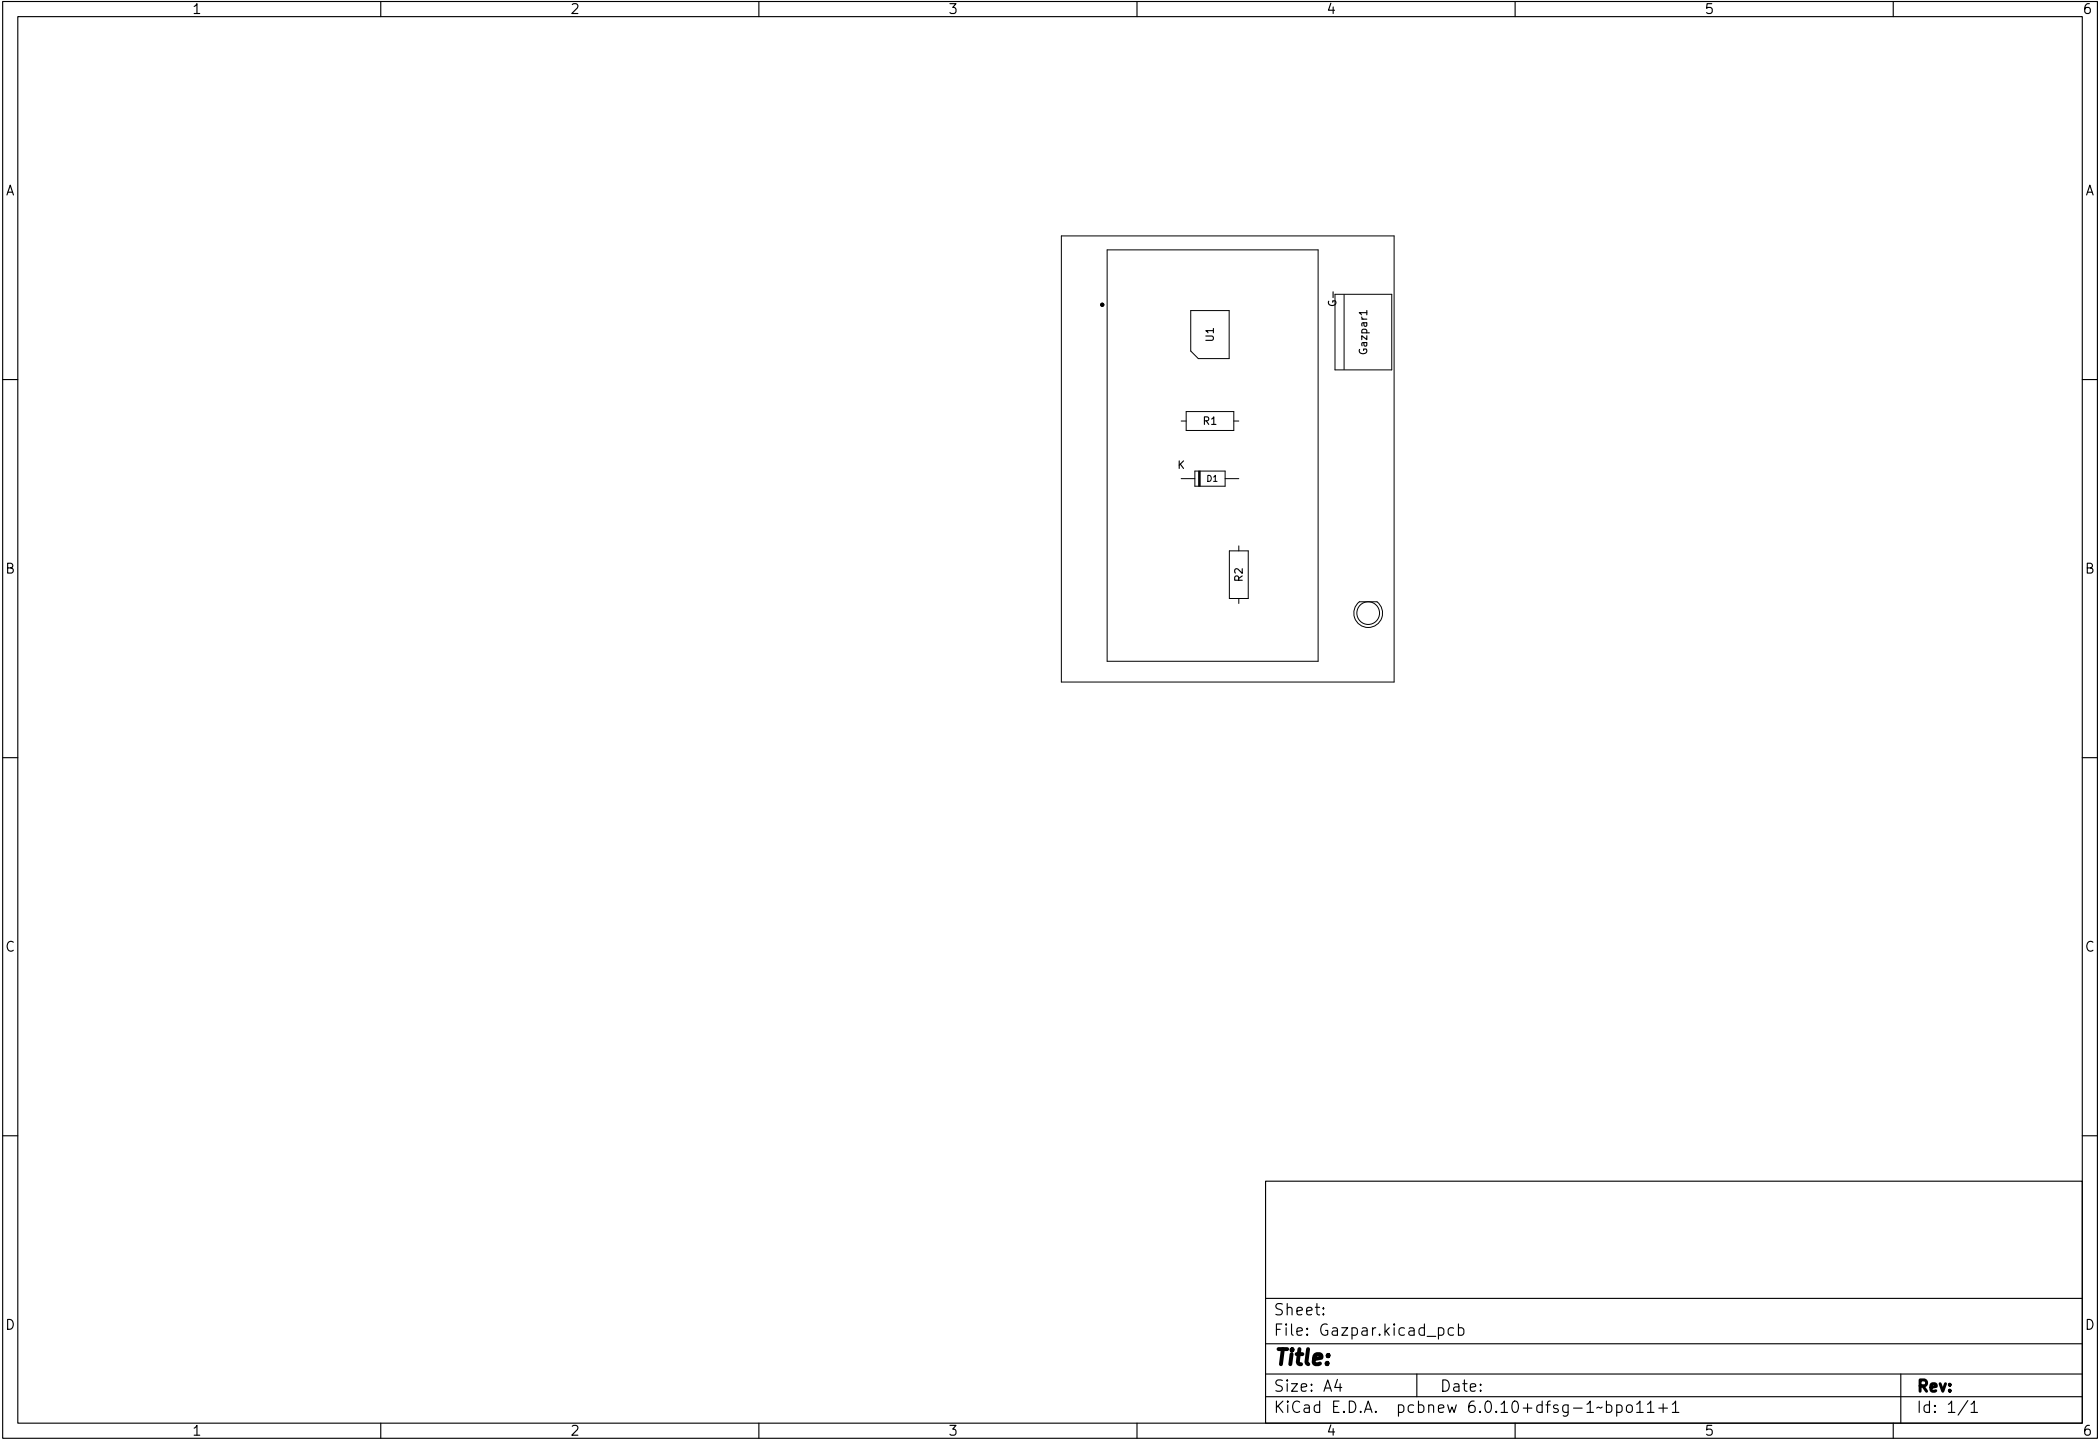 1 2 3 4 5 6
A A
G
U1
Gazpar1
R1
K
D1
B B
R2
C C
Sheet:
File: Gazpar.kicad_pcb
D D
Title:
Size: A4 Date: Rev:
KiCad E.D.A. pcbnew 6.0.10+dfsg-1~bpo11+1 Id: 1/1
1 2 3 4 5 6